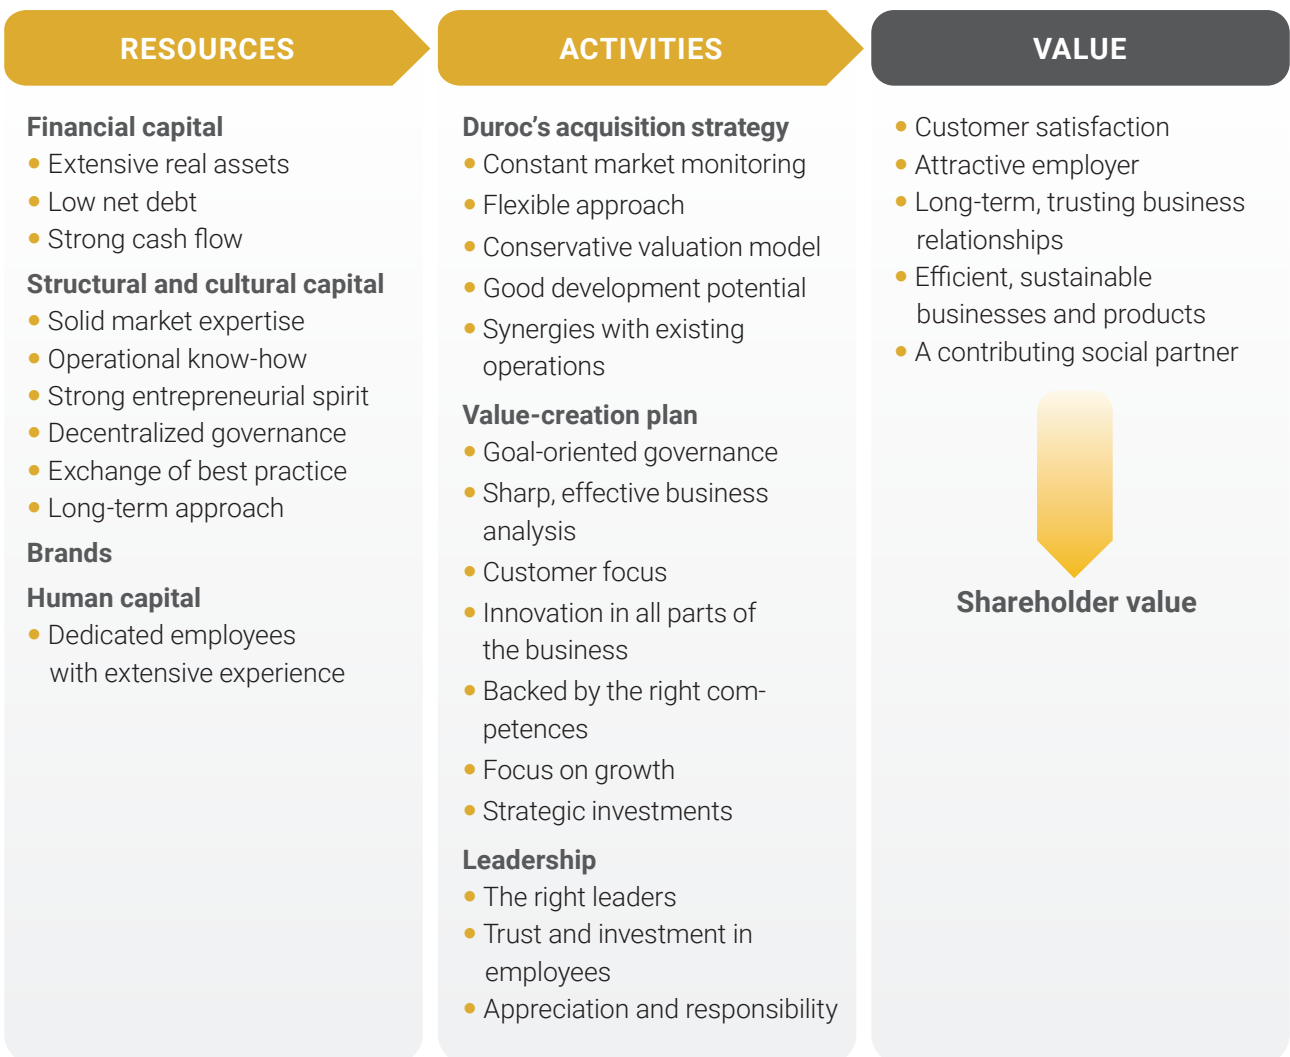 RESOURCES
Financial capital
• Extensive real assets
• Low net debt
• Strong cash flow
Structural and cultural capital
• Solid market expertise
• Operational know-how
• Strong entrepreneurial spirit
• Decentralized governance
• Exchange of best practice
• Long-term approach
Brands
Human capital
• Dedicated employees
with extensive experience
ACTIVITIES
Duroc's acquisition strategy
• Constant market monitoring
• Flexible approach
• Conservative valuation model
• Good development potential
• Synergies with existing
operations
Value-creation plan
• Goal-oriented governance
• Sharp, effective business
analysis
• Customer focus
• Innovation in all parts of
the business
• Backed by the right com-
petences
• Focus on growth
• Strategic investments
Leadership
• The right leaders
• Trust and investment in
employees
• Appreciation and responsibility
VALUE
• Customer satisfaction
• Attractive employer
• Long-term, trusting business
relationships
• Efficient, sustainable
businesses and products
• A contributing social partner
Shareholder value